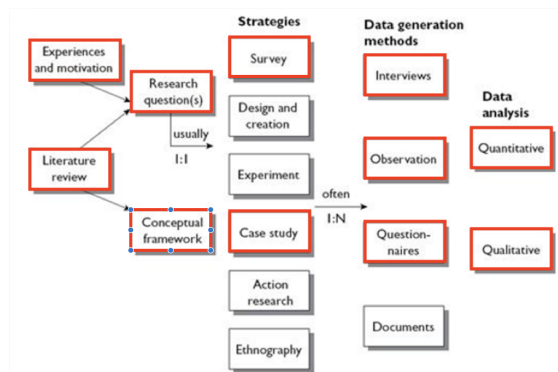 Strategies
Data generation
methods
Experiences
and motivation
Survey
Interviews
Research
question(s)
Data
analysis
usually
1:1
Design and
creation
Literature
review
Experiment
Observation
Quantitative
often
1:N
Conceptual
framework
Case study
Question-
naires
Qualitative
Action
research
Documents
Ethnography